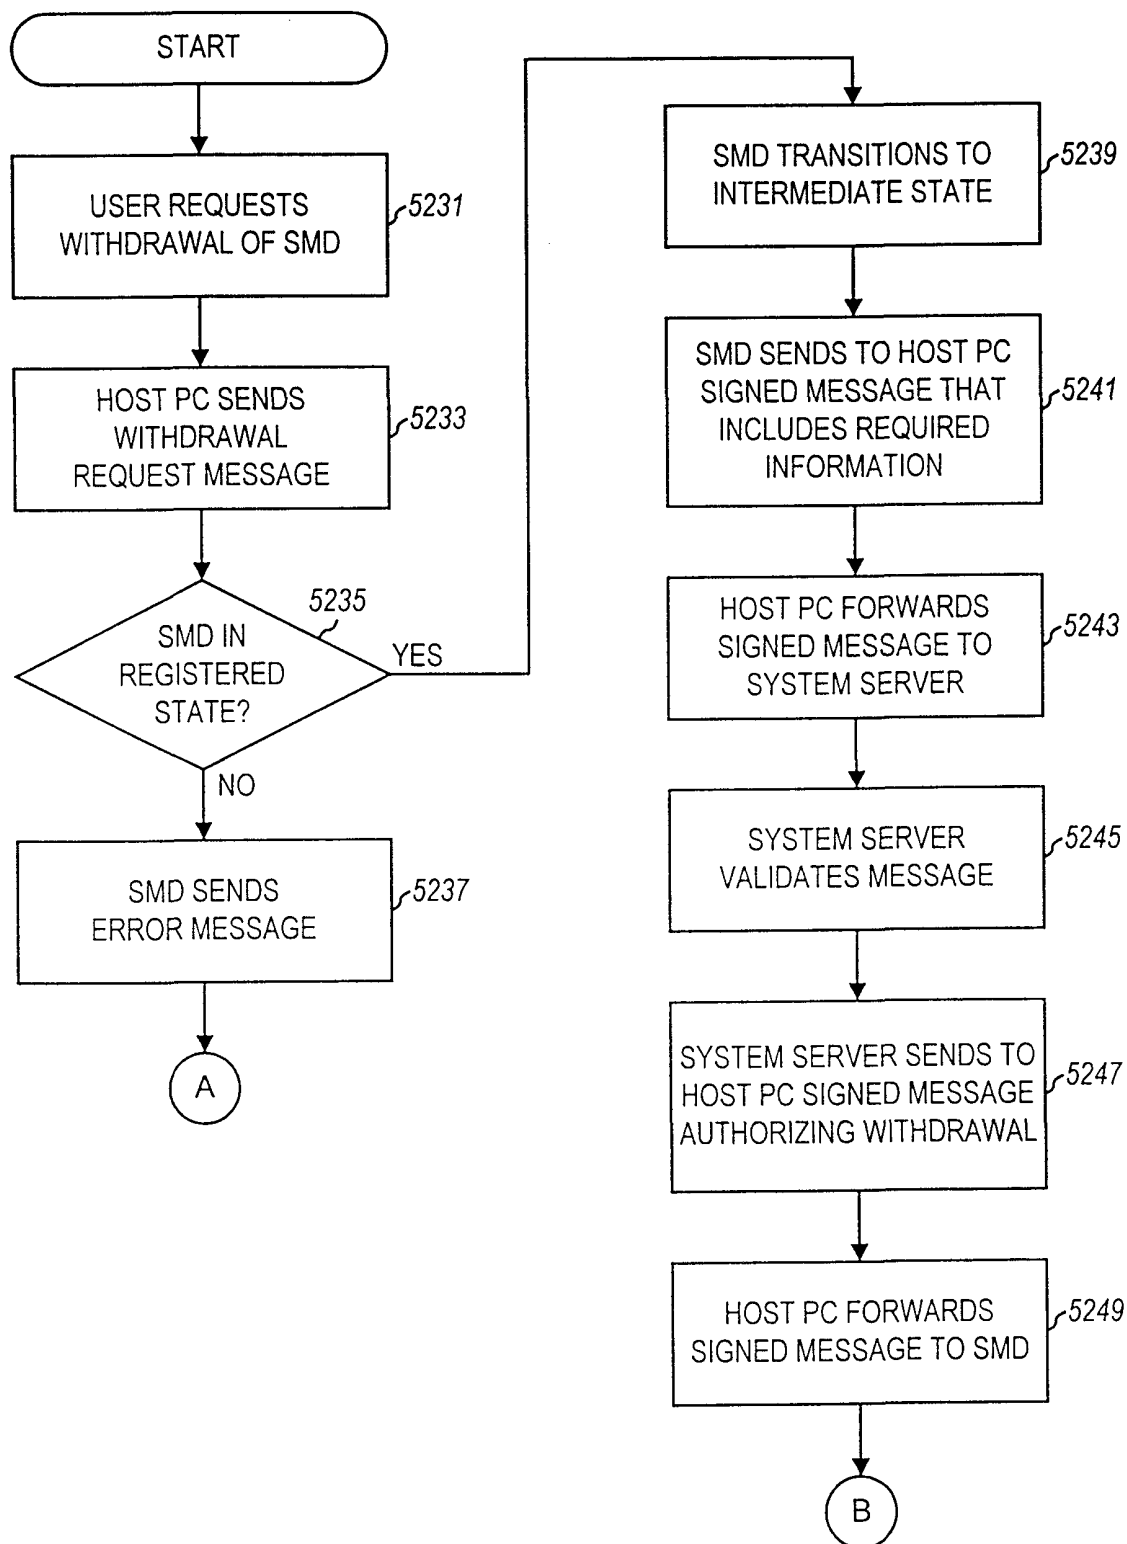 START
USER REQUESTS
WITHDRAWAL OF SMD
5231
HOST PC SENDS
WITHDRAWAL
REQUEST MESSAGE
5233
SMD IN
REGISTERED
STATE?
5235
YES
NO
SMD SENDS
ERROR MESSAGE
5237
A
SMD TRANSITIONS TO
INTERMEDIATE STATE
5239
SMD SENDS TO HOST PC
SIGNED MESSAGE THAT
INCLUDES REQUIRED
INFORMATION
5241
HOST PC FORWARDS
SIGNED MESSAGE TO
SYSTEM SERVER
5243
SYSTEM SERVER
VALIDATES MESSAGE
5245
SYSTEM SERVER SENDS TO
HOST PC SIGNED MESSAGE
AUTHORIZING WITHDRAWAL
5247
HOST PC FORWARDS
SIGNED MESSAGE TO SMD
5249
B